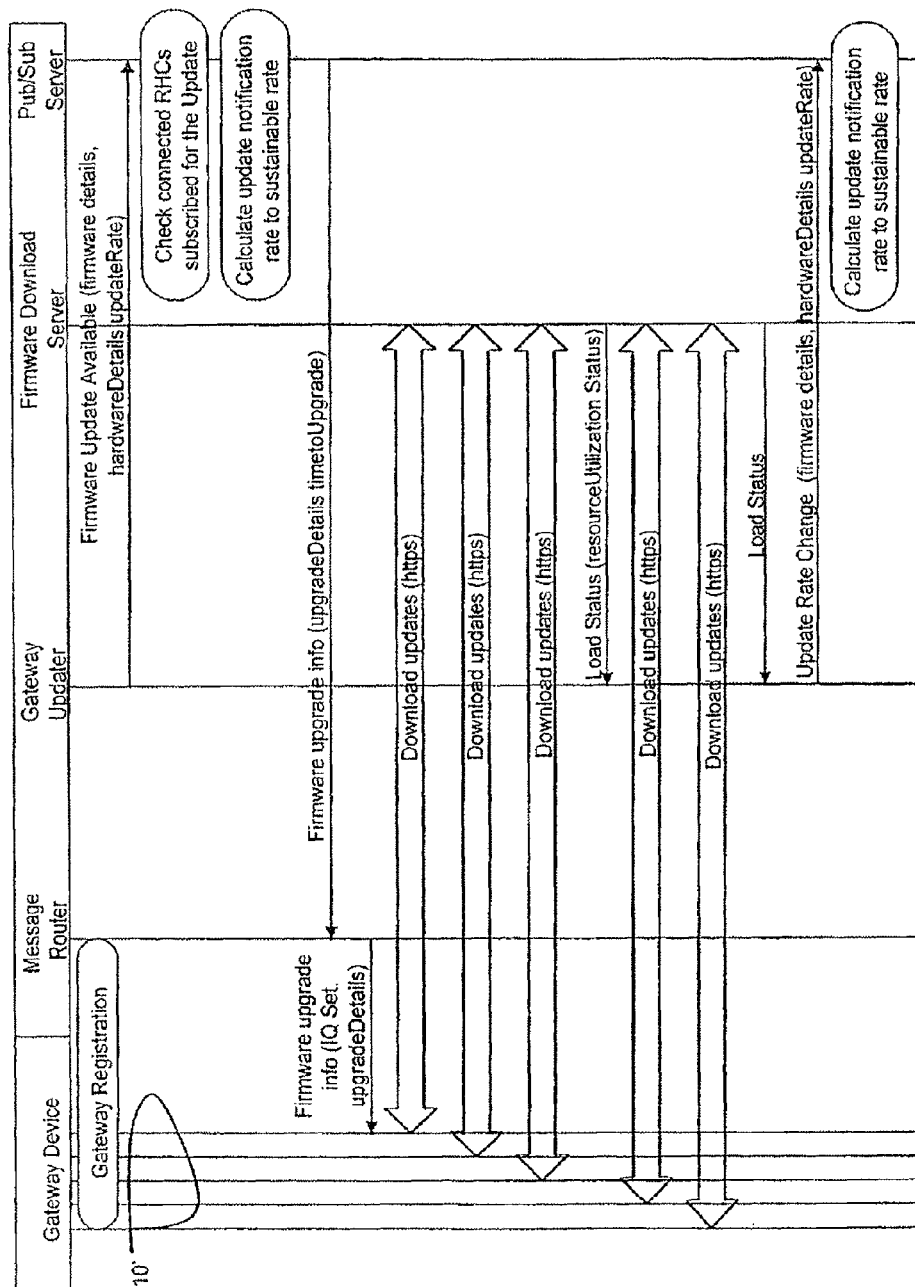 Gateway Device
Message
Router
Gateway
Updater
Firmware Download
Server
Pub/Sub
Server
Gateway Registration
10'
Firmware Update Available (firmware details,
hardwareDetails updateRate)
Check connected RHCs
subscribed for the Update
Calculate update notification
rate to sustainable rate
Firmware upgrade info (upgradeDetails timetoUpgrade)
Firmware upgrade
info (IQ Set.
upgradeDetails)
Download updates (https)
Download updates (https)
Download updates (https)
Load Status (resourceUtilization Status)
Download updates (https)
Download updates (https)
Load Status
Update Rate Change (firmware details, hardwareDetails updateRate)
Calculate update notification
rate to sustainable rate